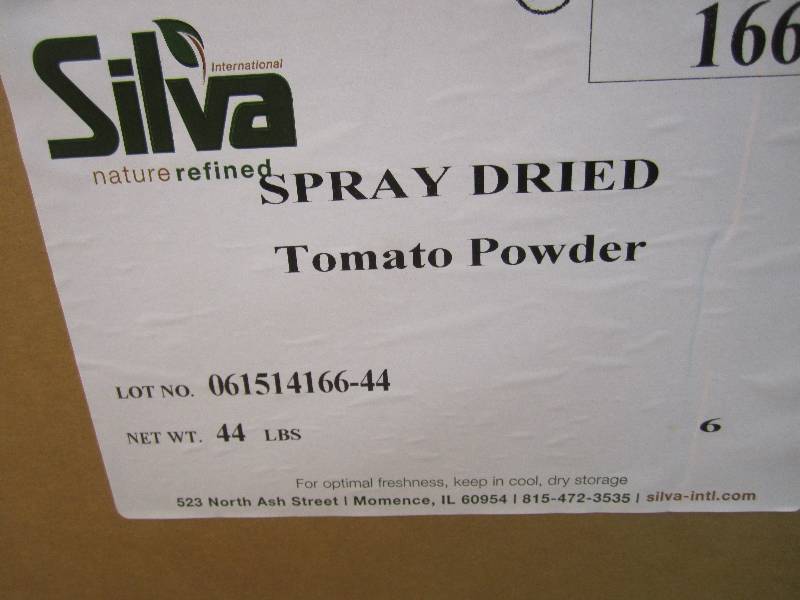 166
Silva
International
nature refined
SPRAY DRIED
Tomato Powder
LOT NO. 061514166-44
NET WT. 44 LBS
6
For optimal freshness, keep in cool, dry storage
523 North Ash Street | Momence, IL 60954 | 815-472-3535 | silva-intl.com